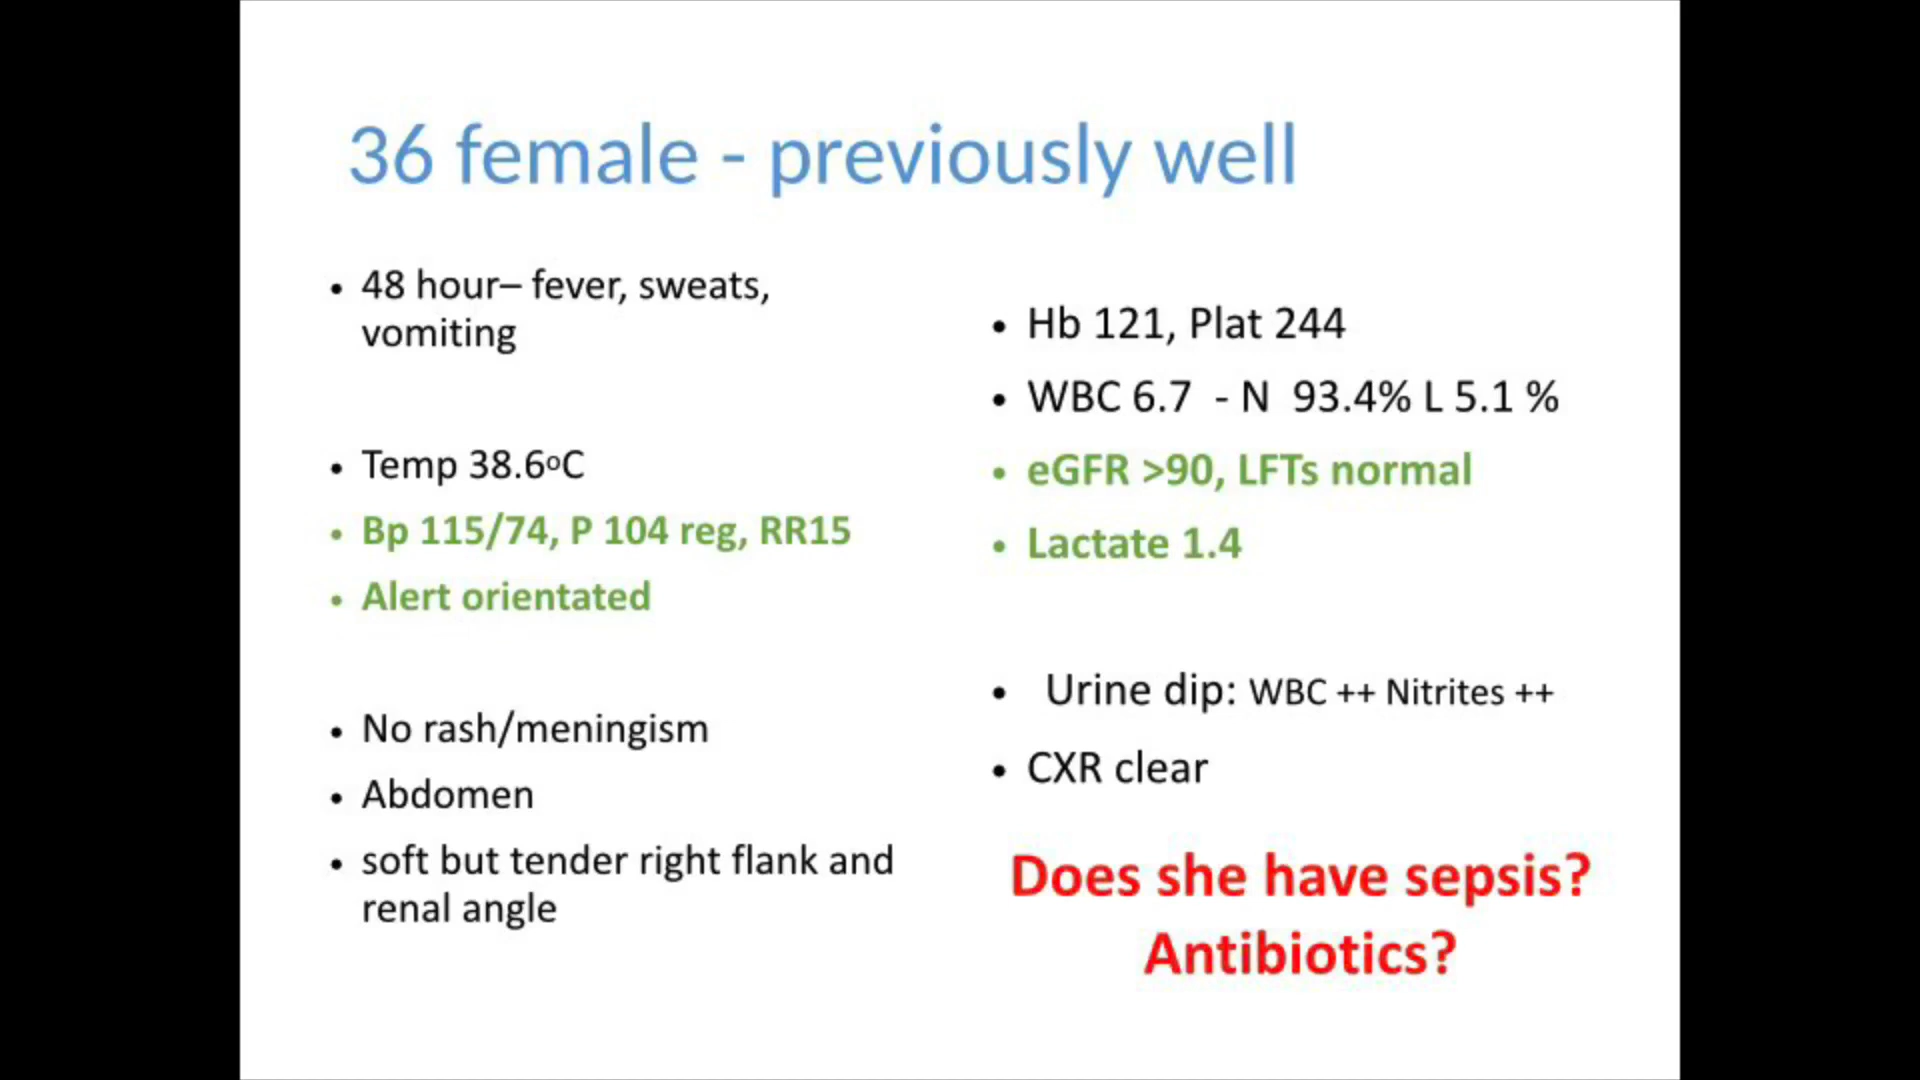 36 female - previously well
• 48 hour– fever, sweats,
vomiting
• Temp 38.6ºC
• Bp 115/74, P 104 reg, RR15
• Alert orientated
• No rash/meningism
• Abdomen
• soft but tender right flank and
renal angle
• Hb 121, Plat 244
• WBC 6.7 - N 93.4% L 5.1 %
• eGFR >90, LFTs normal
• Lactate 1.4
• Urine dip: WBC ++ Nitrites ++
• CXR clear
Does she have sepsis?
Antibiotics?